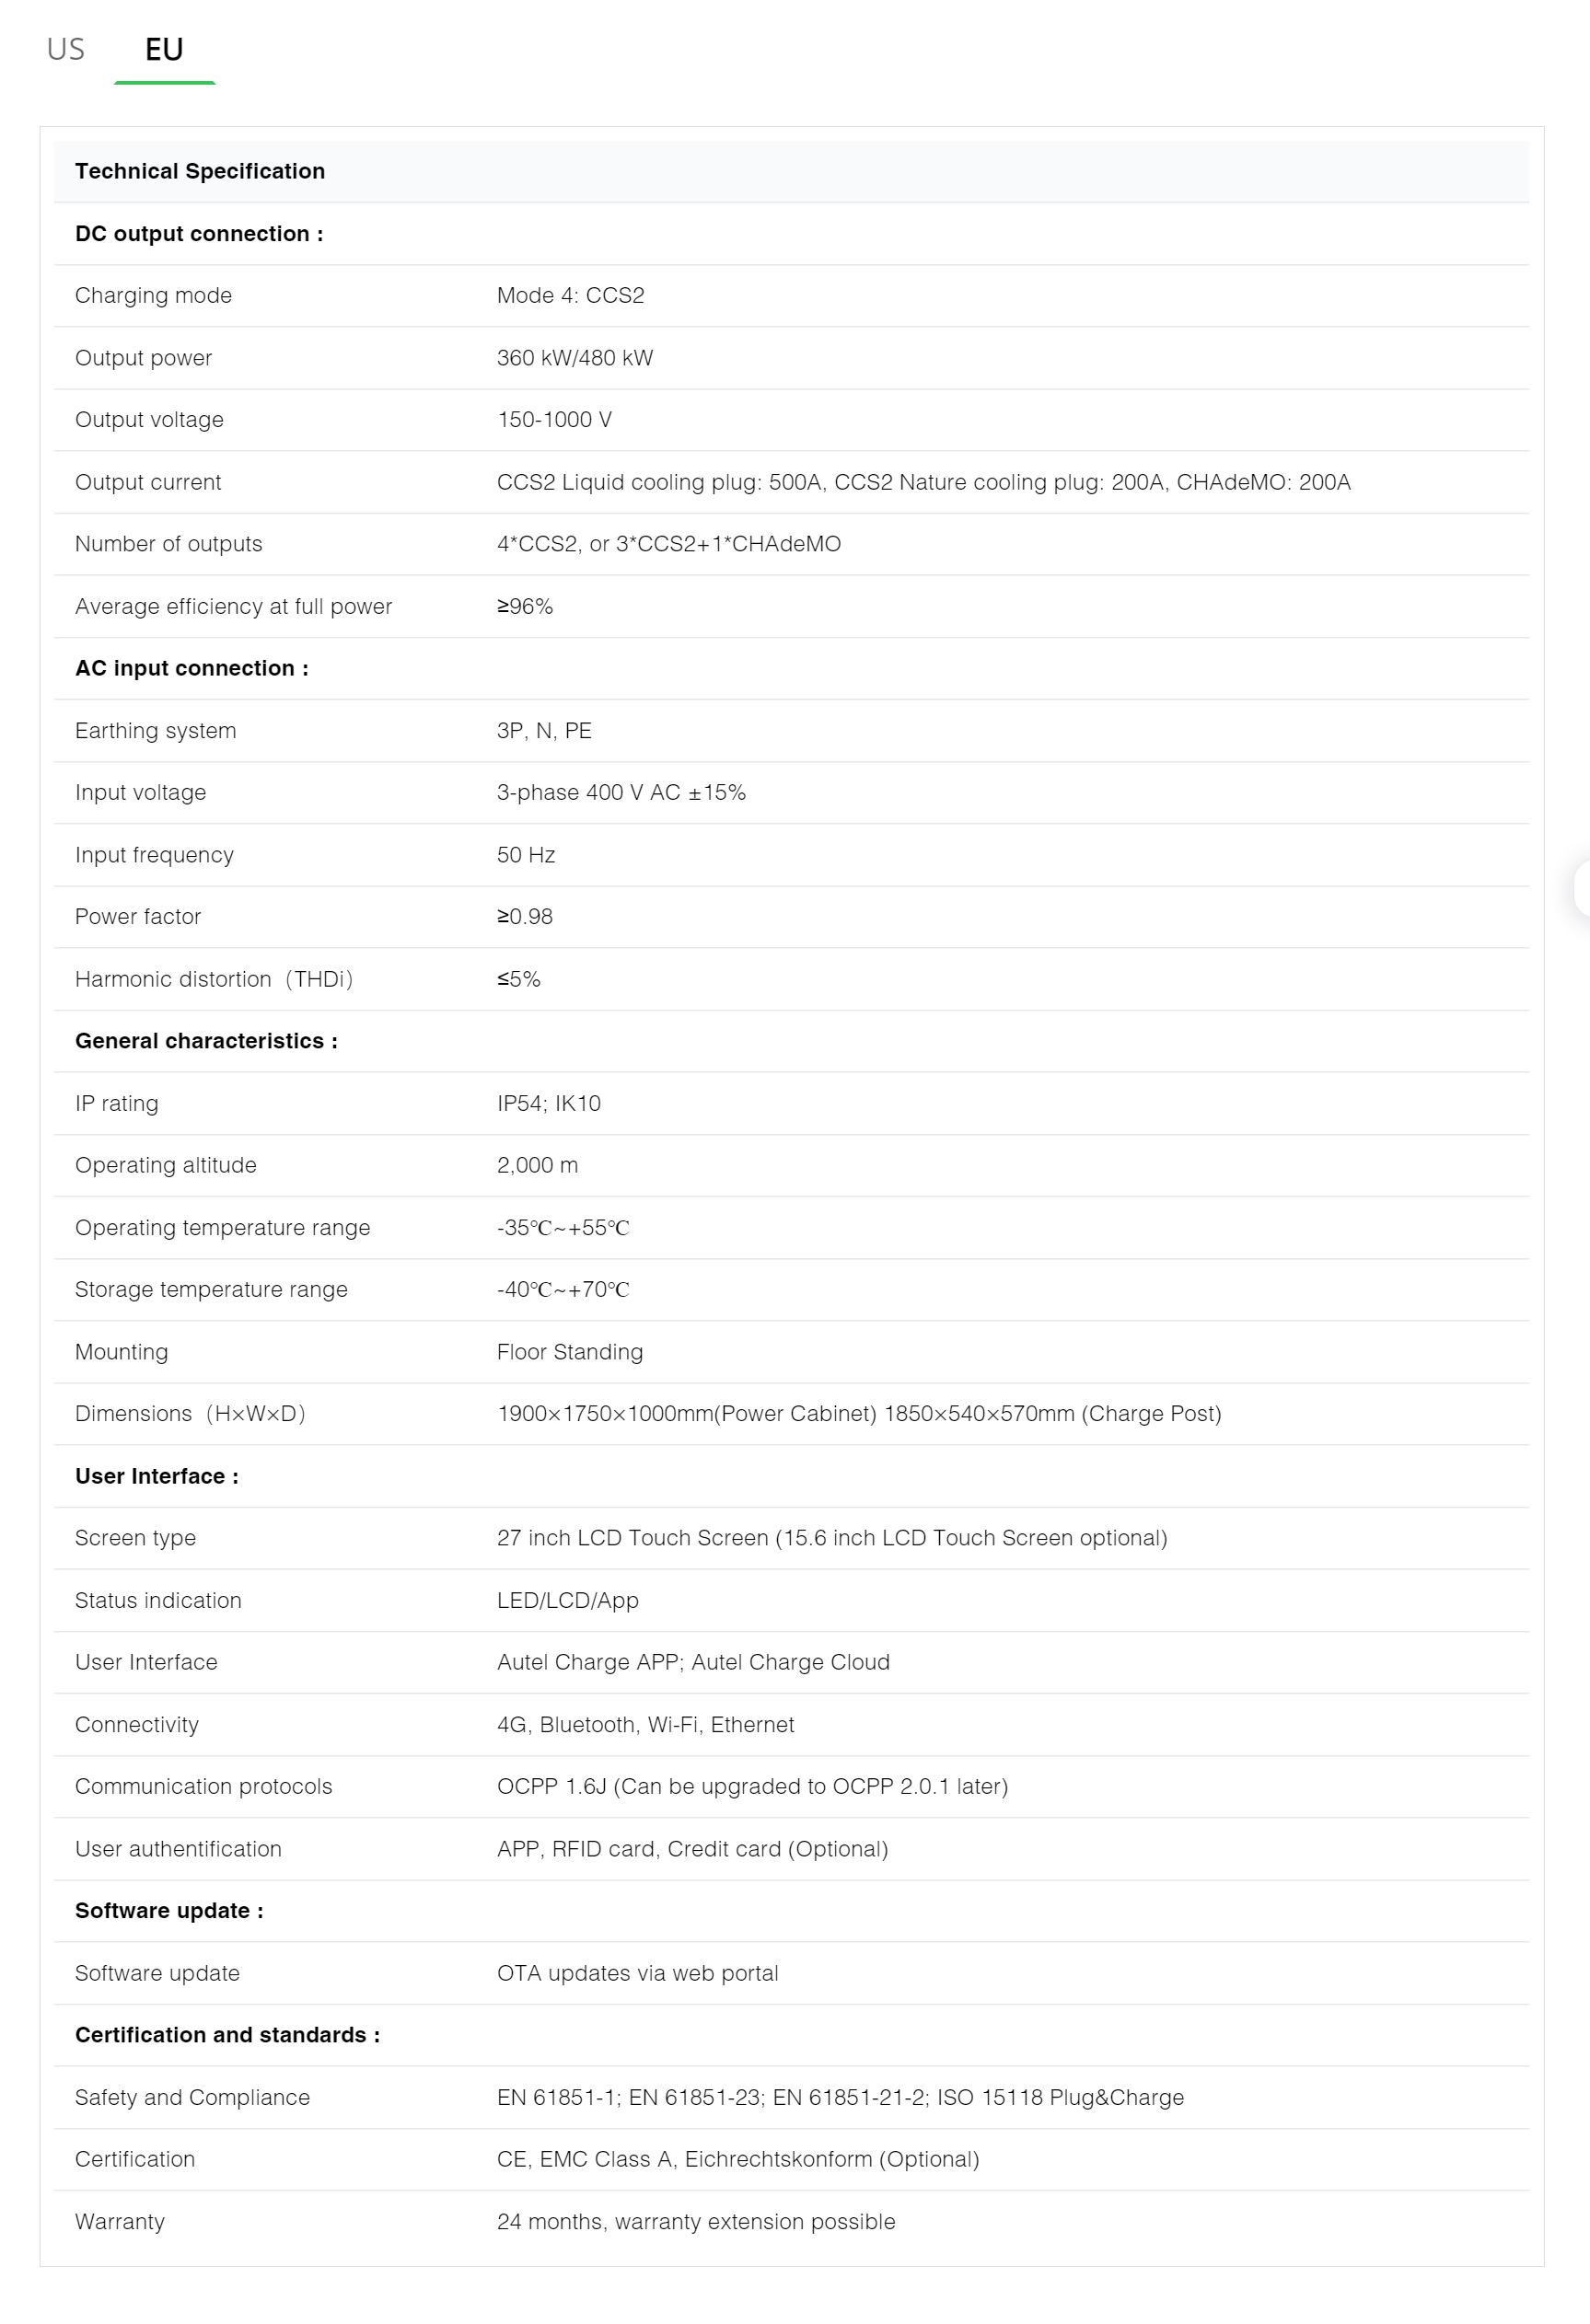 US EU
Technical Specification
DC output connection :
Charging mode Mode 4: CCS2
Output power 360 kW/480 kW
Output voltage 150-1000 V
Output current CCS2 Liquid cooling plug: 500A, CCS2 Nature cooling plug: 200A, CHAdeMO: 200A
Number of outputs 4*CCS2, or 3*CCS2+1*CHAdeMO
Average efficiency at full power ≥96%
AC input connection :
Earthing system 3P, N, PE
Input voltage 3-phase 400 V AC ±15%
Input frequency 50 Hz
Power factor ≥0.98
Harmonic distortion（THDi） ≤5%
General characteristics :
IP rating IP54; IK10
Operating altitude 2,000 m
Operating temperature range -35℃~+55℃
Storage temperature range -40℃~+70℃
Mounting Floor Standing
Dimensions（H×W×D） 1900×1750×1000mm(Power Cabinet) 1850×540×570mm (Charge Post)
User Interface :
Screen type 27 inch LCD Touch Screen (15.6 inch LCD Touch Screen optional)
Status indication LED/LCD/App
User Interface Autel Charge APP; Autel Charge Cloud
Connectivity 4G, Bluetooth, Wi-Fi, Ethernet
Communication protocols OCPP 1.6J (Can be upgraded to OCPP 2.0.1 later)
User authentification APP, RFID card, Credit card (Optional)
Software update :
Software update OTA updates via web portal
Certification and standards :
Safety and Compliance EN 61851-1; EN 61851-23; EN 61851-21-2; ISO 15118 Plug&Charge
Certification CE, EMC Class A, Eichrechtskonform (Optional)
Warranty 24 months, warranty extension possible